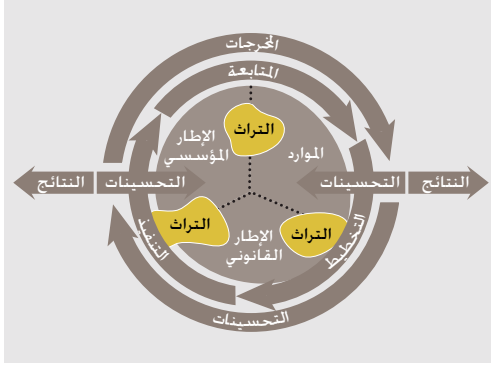 المخرجات
المتابعة
التراث
الإطار
المؤسسي
الموارد
النتائج
التحسينات
التحسينات
النتائج
التراث
التراث
الإطار
القانوني
التخطيط
التنفيذ
التحسينات